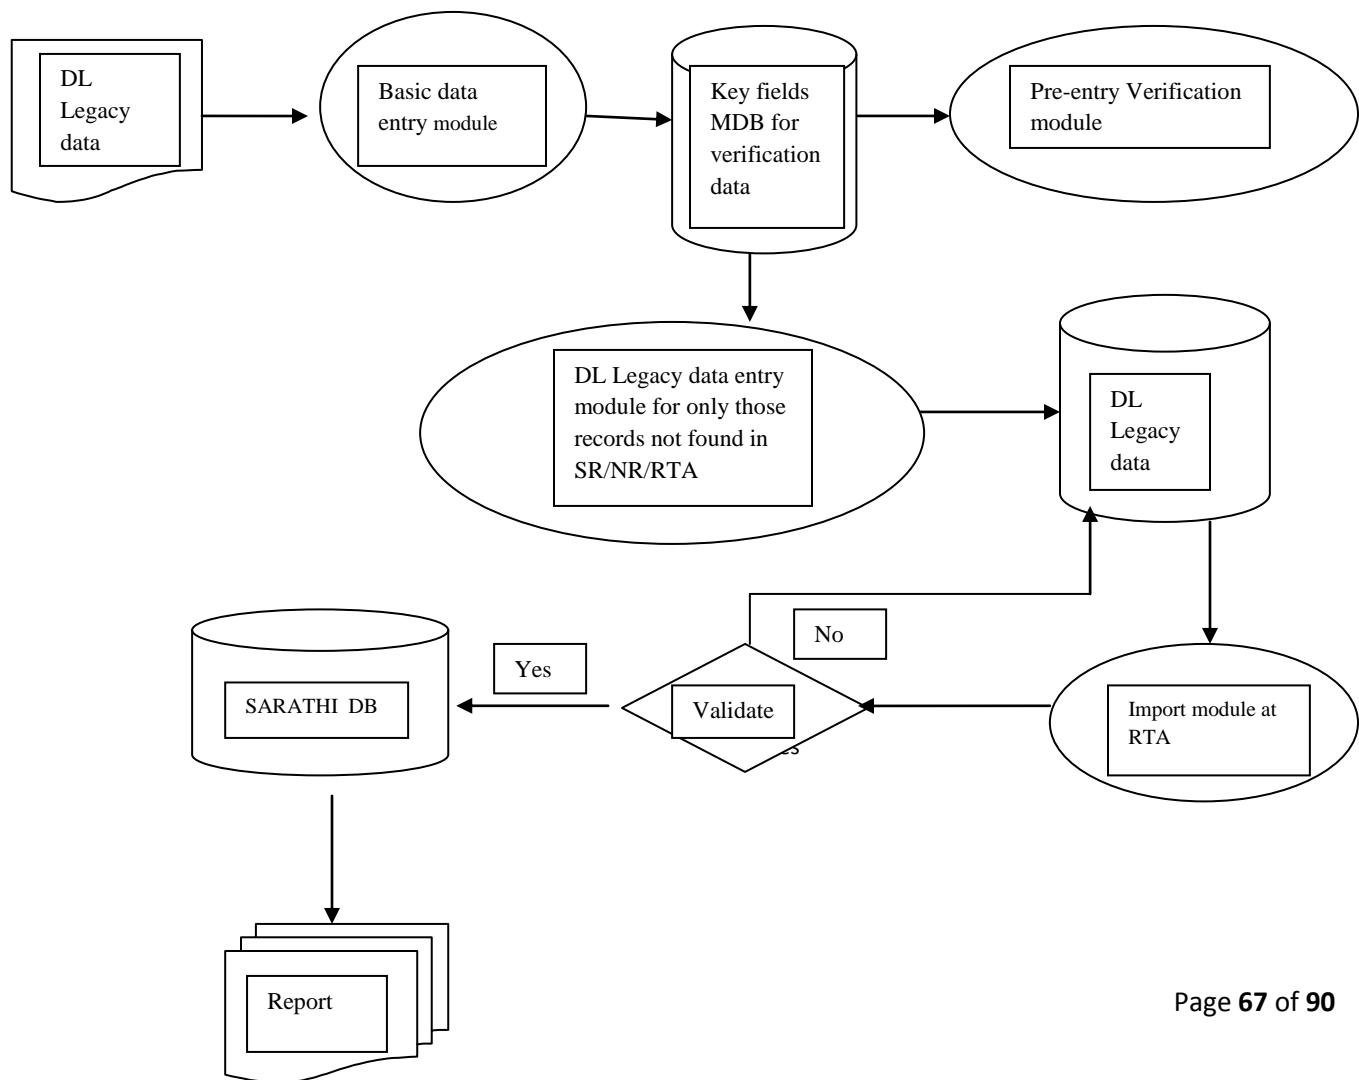 DL
Legacy
data
Basic data
entry module
Key fields
MDB for
verification
data
Pre-entry Verification
module
DL Legacy data entry
module for only those
records not found in
SR/NR/RTA
DL
Legacy
data
No
Yes
SARATHI DB
Validate
Import module at
RTA
Report
Page 67 of 90